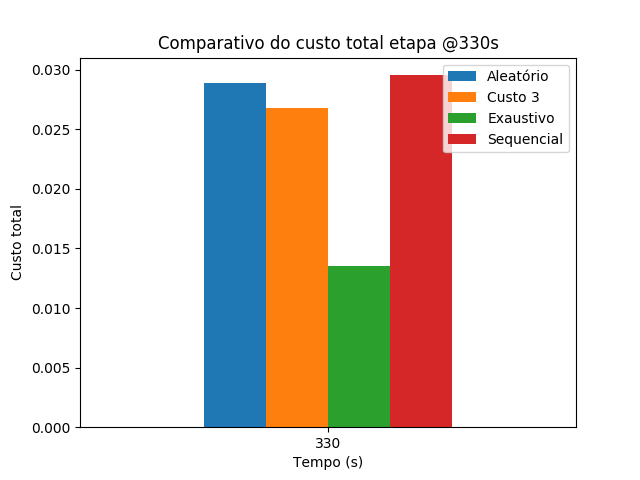 Comparativo do custo total etapa @330s
Custo total
0.030
0.025
0.020
0.015
0.010
0.005
0.000
Aleatório
Custo 3
Exaustivo
Sequencial
330
Tempo (s)